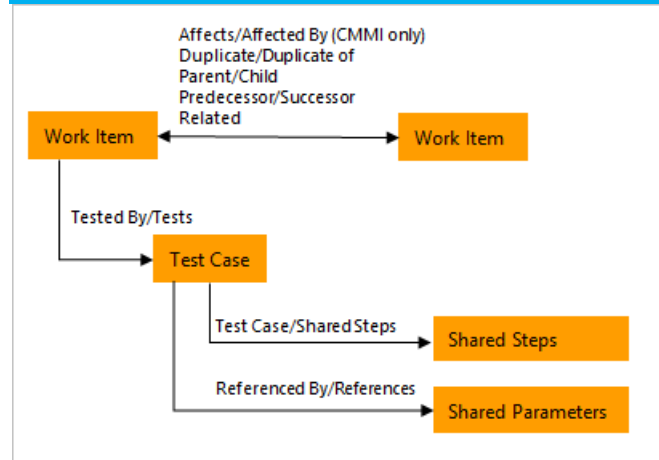 Affects/Affected By (CMMI only)
Duplicate/Duplicate of
Parent/Child
Predecessor/Successor
Related
Work Item
Work Item
Tested By/Tests
Test Case
Test Case/Shared Steps
Shared Steps
Referenced By/References
Shared Parameters